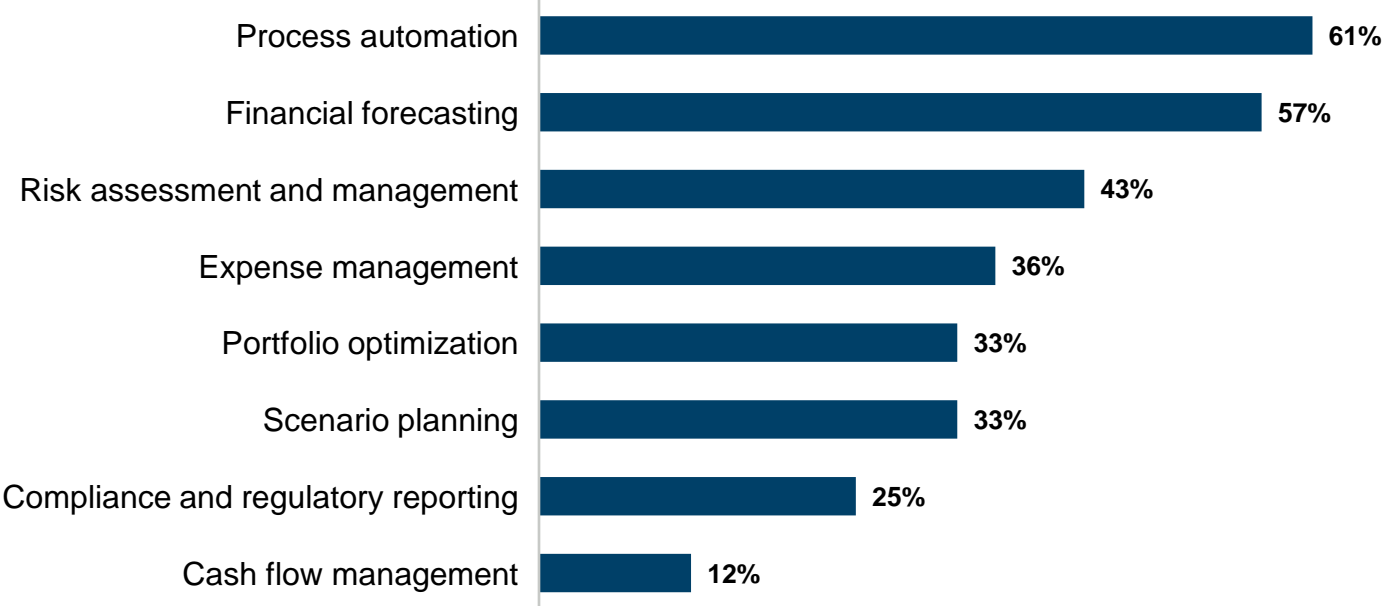 Process automation 61%
Financial forecasting 57%
Risk assessment and management 43%
Expense management 36%
Portfolio optimization 33%
Scenario planning 33%
Compliance and regulatory reporting 25%
Cash flow management 12%